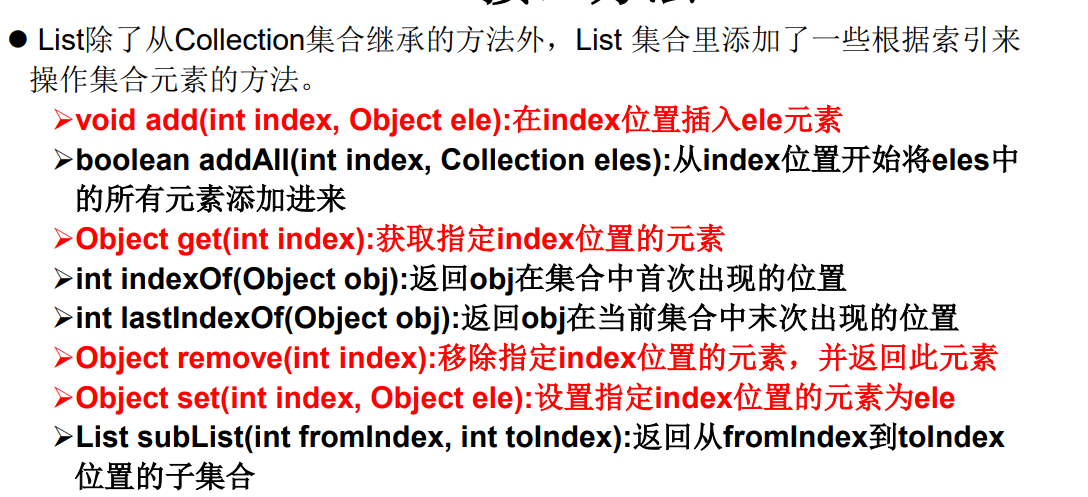 ● List除了从Collection集合继承的方法外，List 集合里添加了一些根据索引来
操作集合元素的方法。
➢void add(int index, Object ele):在index位置插入ele元素
➢boolean addAll(int index, Collection eles):从index位置开始将eles中
的所有元素添加进来
➢Object get(int index):获取指定index位置的元素
➢int indexOf(Object obj):返回obj在集合中首次出现的位置
➢int lastIndexOf(Object obj):返回obj在当前集合中末次出现的位置
➢Object remove(int index):移除指定index位置的元素，并返回此元素
➢Object set(int index, Object ele):设置指定index位置的元素为ele
➢List subList(int fromIndex, int toIndex):返回从fromIndex到toIndex
位置的子集合